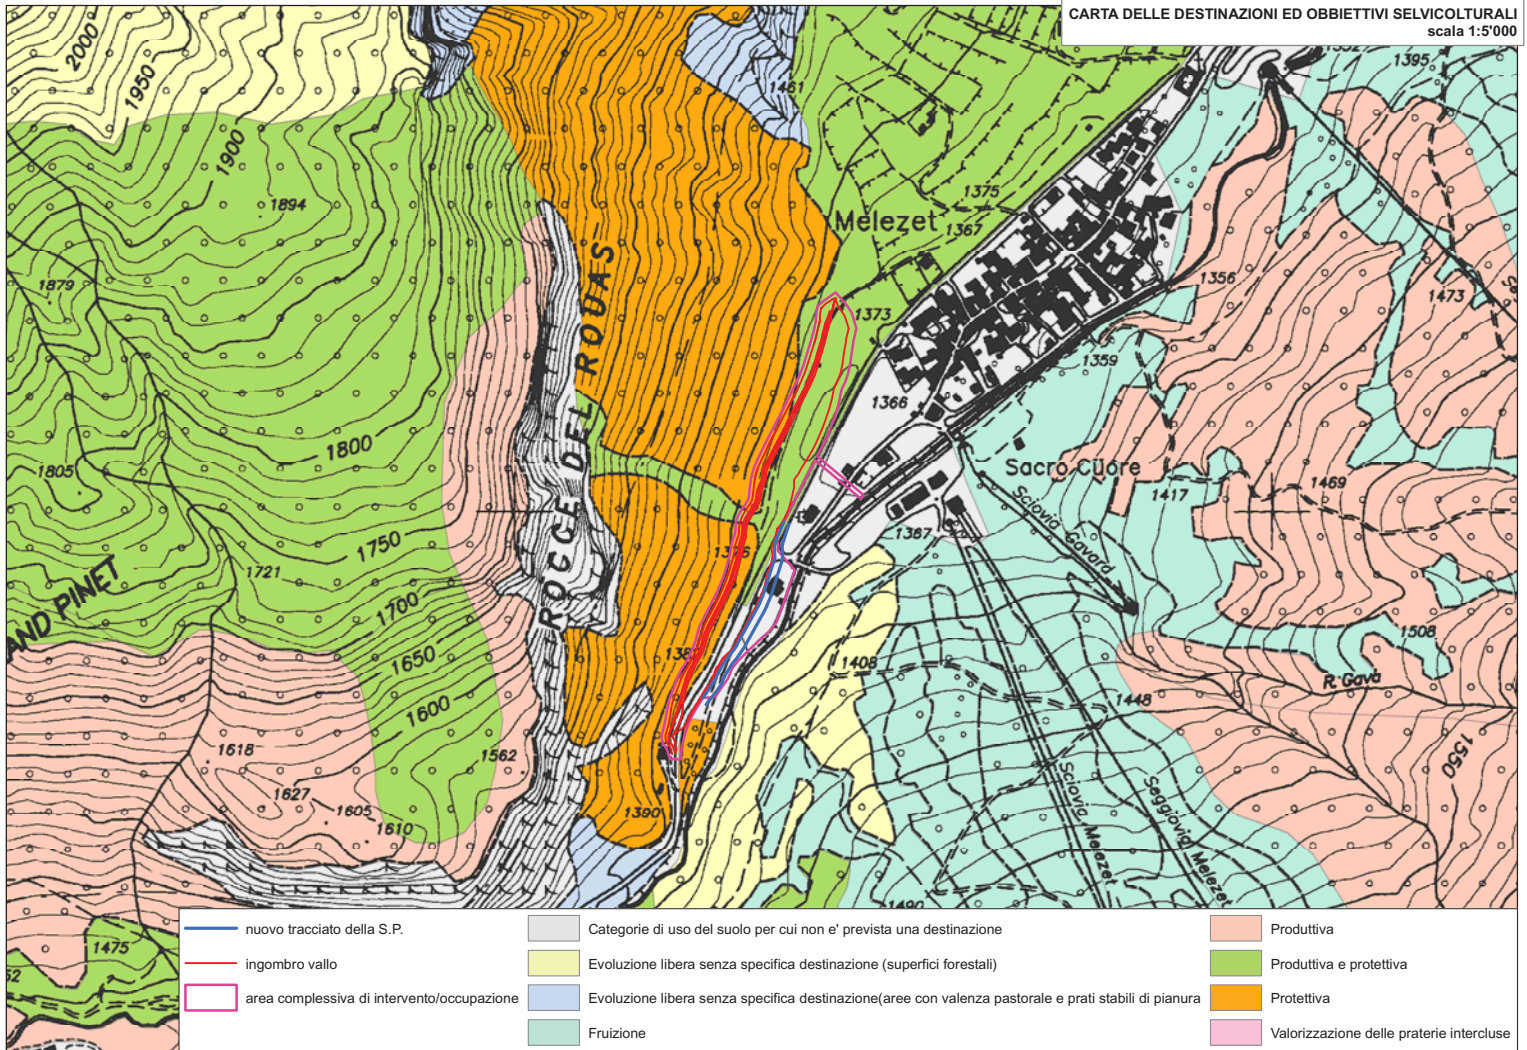 CARTA DELLE DESTINAZIONI ED OBBIETTIVI SELVICOLTURALI
scala 1:5'000
2000
1950
1900
1894
1879
1805
1800
1750
1721
1700
1650
1600
1562
1618
1627
1605
1610
1475
AND PINET
ROCCE DEL ROUAS
1461
1395
1375
1367
Melezet
1373
1356
1473
1359
1366
Sacro Cuore
1417
1469
Sciovia Gavard
1367
1376
1408
1508
R. Gavà
1448
1550
1390
Sciovia Melezet
Seggiovia Melezet
1490
nuovo tracciato della S.P.
ingombro vallo
area complessiva di intervento/occupazione
Categorie di uso del suolo per cui non e' prevista una destinazione
Evoluzione libera senza specifica destinazione (superfici forestali)
Evoluzione libera senza specifica destinazione(aree con valenza pastorale e prati stabili di pianura
Fruizione
Produttiva
Produttiva e protettiva
Protettiva
Valorizzazione delle praterie intercluse